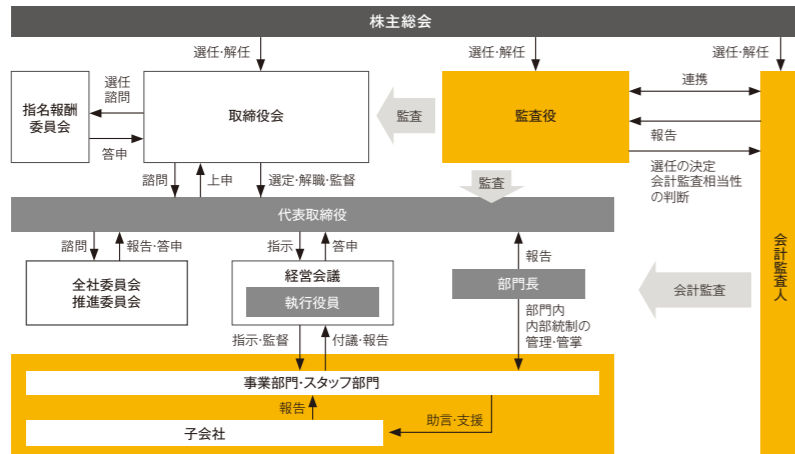 株主総会
選任・解任
選任・解任
選任・解任
指名報酬
委員会
選任
諮問
答申
取締役会
監査
監査役
連携
報告
選任の決定
会計監査相当性
の判断
諮問
上申
選定・解職・監督
監査
代表取締役
会計監査人
諮問
報告・答申
指示
答申
報告
全社委員会
推進委員会
経営会議
執行役員
部門長
会計監査
指示・監督
付議・報告
部門内
内部統制の
管理・管掌
事業部門・スタッフ部門
報告
助言・支援
子会社